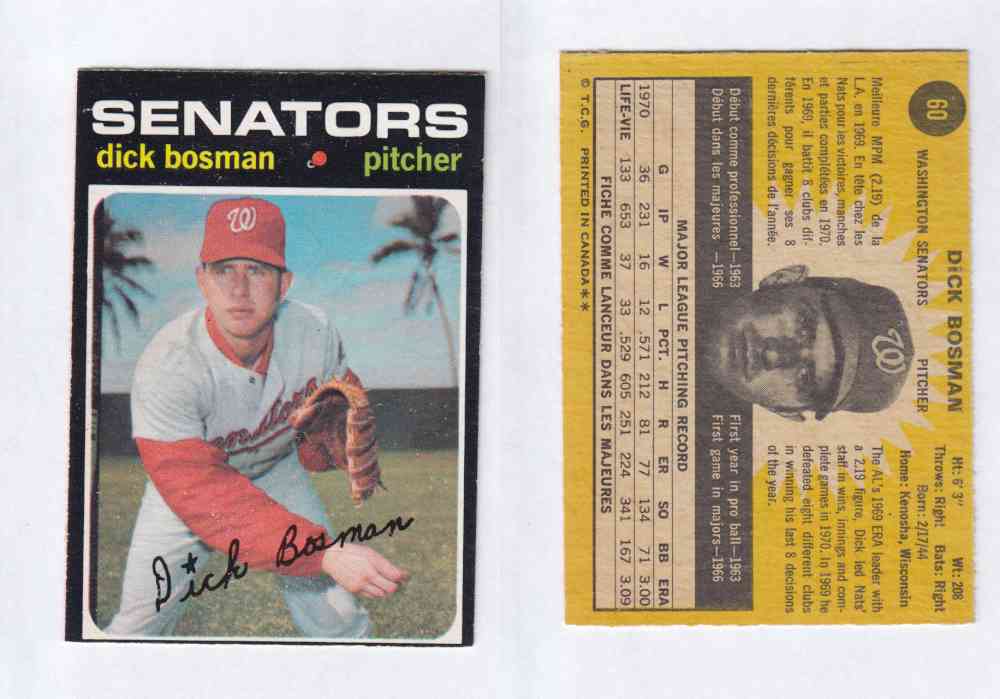 SENATORS
dick bosman pitcher
W
Senators
Dick Bosman
60
DiCK BOSMAN
WASHINGTON SENATORS PITCHER
Ht: 6' 3" Wt: 208
Throws: Right Bats: Right
Born: 2/17/44
Home: Kenosha, Wisconsin
Meilleure MPM (2.19) de la
L.A. en 1969. En tête chez les
Nats pour les victoires, manches
et parties complétées en 1970.
En 1969, il battit 8 clubs dif-
férents pour gagner ses 8
dernières décisions de l'année.
W
The AL's 1969 ERA leader with
a 2.19 figure, Dick led Nats'
staff in wins, innings and com-
plete games in 1970. In 1969 he
defeated eight different clubs
in winning his last 8 decisions
of the year.
Début comme professionnel—1963
Début dans les majeures —1966
First year in pro ball—1963
First game in majors—1966
MAJOR LEAGUE PITCHING RECORD
G IP W L PCT. H R ER SO BB ERA
1970 36 231 16 12 .571 212 81 77 134 71 3.00
LIFE-VIE 133 653 37 33 .529 605 251 224 341 167 3.09
FICHE COMME LANCEUR DANS LES MAJEURES
© T.C.G. PRINTED IN CANADA**